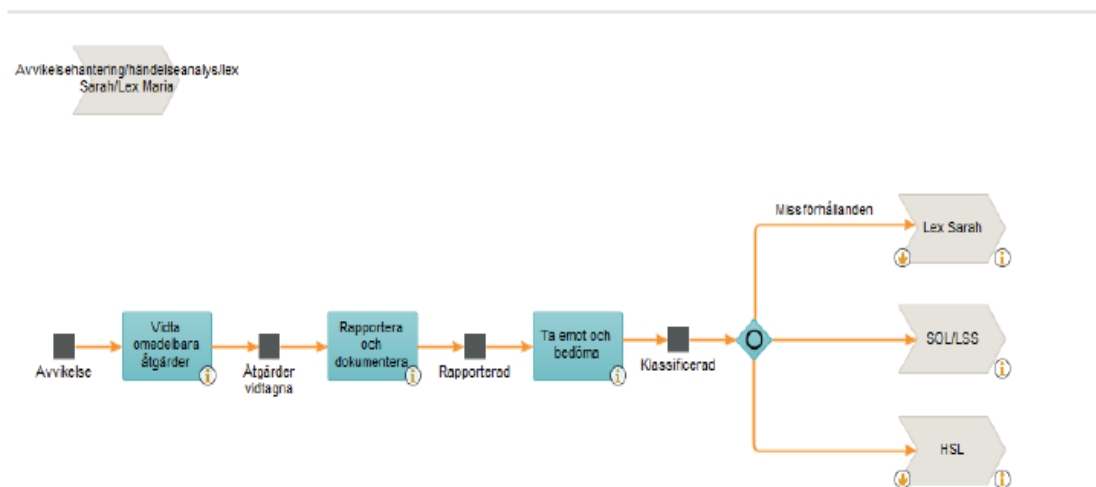 Avvikelsehantering/händelseanalys/lex
Sarah/Lex Maria
Missförhållanden
Lex Sarah
Vidta
omedelbara
åtgärder
Rapportera
och
dokumentera
Ta emot och
bedöma
SOL/LSS
Avvikelse
Åtgärder
vidtagna
Rapporterad
Klassificerad
HSL